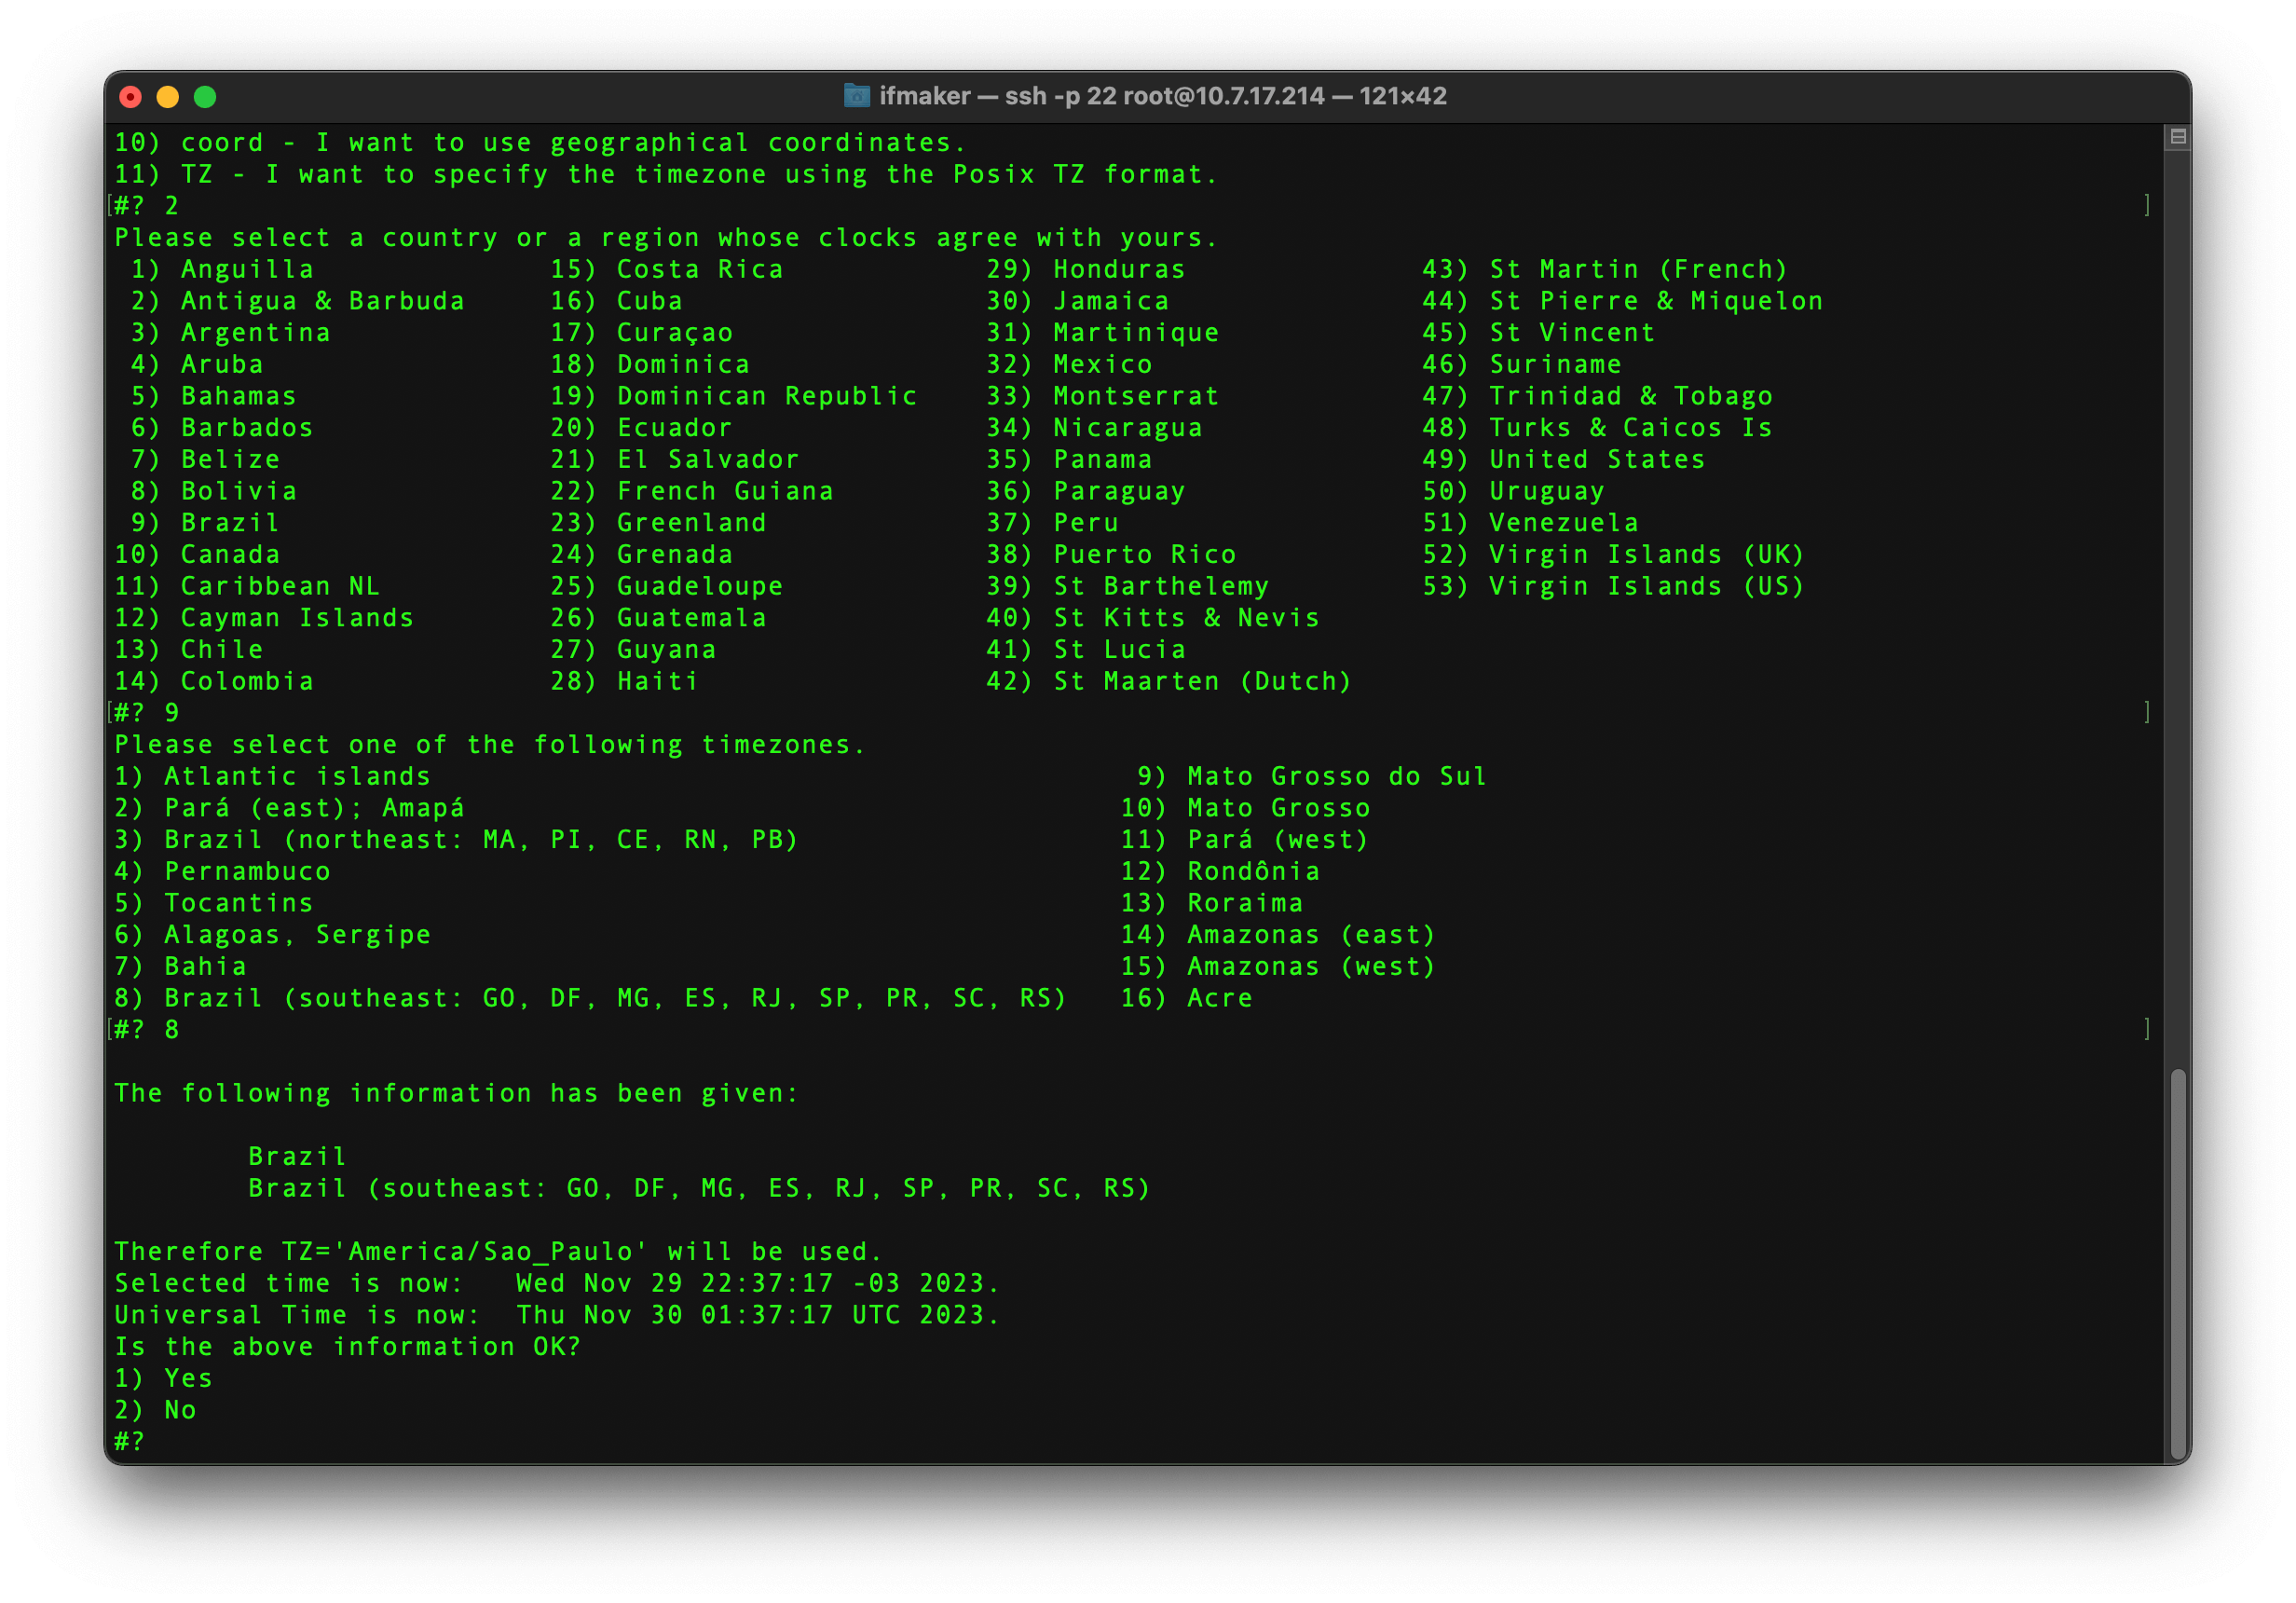 ifmaker — ssh -p 22 root@10.7.17.214 — 121×42
10) coord - I want to use geographical coordinates.
11) TZ - I want to specify the timezone using the Posix TZ format.
[#? 2 ]
Please select a country or a region whose clocks agree with yours.
 1) Anguilla              15) Costa Rica            29) Honduras              43) St Martin (French)
 2) Antigua & Barbuda     16) Cuba                  30) Jamaica               44) St Pierre & Miquelon
 3) Argentina             17) Curaçao               31) Martinique            45) St Vincent
 4) Aruba                 18) Dominica              32) Mexico                46) Suriname
 5) Bahamas               19) Dominican Republic    33) Montserrat            47) Trinidad & Tobago
 6) Barbados              20) Ecuador               34) Nicaragua             48) Turks & Caicos Is
 7) Belize                21) El Salvador           35) Panama                49) United States
 8) Bolivia               22) French Guiana         36) Paraguay              50) Uruguay
 9) Brazil                23) Greenland             37) Peru                  51) Venezuela
10) Canada                24) Grenada               38) Puerto Rico           52) Virgin Islands (UK)
11) Caribbean NL          25) Guadeloupe            39) St Barthelemy         53) Virgin Islands (US)
12) Cayman Islands        26) Guatemala             40) St Kitts & Nevis
13) Chile                 27) Guyana                41) St Lucia
14) Colombia              28) Haiti                 42) St Maarten (Dutch)
[#? 9 ]
Please select one of the following timezones.
1) Atlantic islands                                       9) Mato Grosso do Sul
2) Pará (east); Amapá                                    10) Mato Grosso
3) Brazil (northeast: MA, PI, CE, RN, PB)                11) Pará (west)
4) Pernambuco                                            12) Rondônia
5) Tocantins                                             13) Roraima
6) Alagoas, Sergipe                                      14) Amazonas (east)
7) Bahia                                                 15) Amazonas (west)
8) Brazil (southeast: GO, DF, MG, ES, RJ, SP, PR, SC, RS)   16) Acre
[#? 8 ]
The following information has been given:
Brazil
Brazil (southeast: GO, DF, MG, ES, RJ, SP, PR, SC, RS)
Therefore TZ='America/Sao_Paulo' will be used.
Selected time is now:   Wed Nov 29 22:37:17 -03 2023.
Universal Time is now:  Thu Nov 30 01:37:17 UTC 2023.
Is the above information OK?
1) Yes
2) No
#?